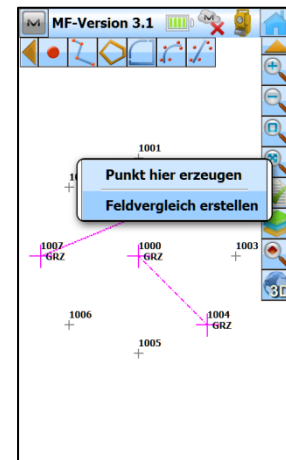 MF-Version 3.1
1001
Punkt hier erzeugen
Feldvergleich erstellen
1007
GRZ
1000
GRZ
1003
1006
1004
GRZ
1005
3D